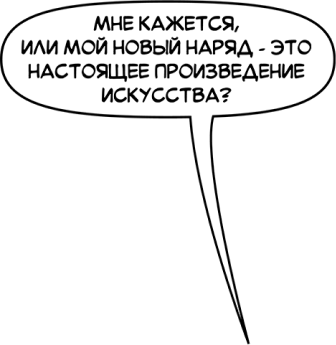 МНЕ КАЖЕТСЯ,
ИЛИ МОЙ НОВЫЙ НАРЯД - ЭТО
НАСТОЯЩЕЕ ПРОИЗВЕДЕНИЕ
ИСКУССТВА?